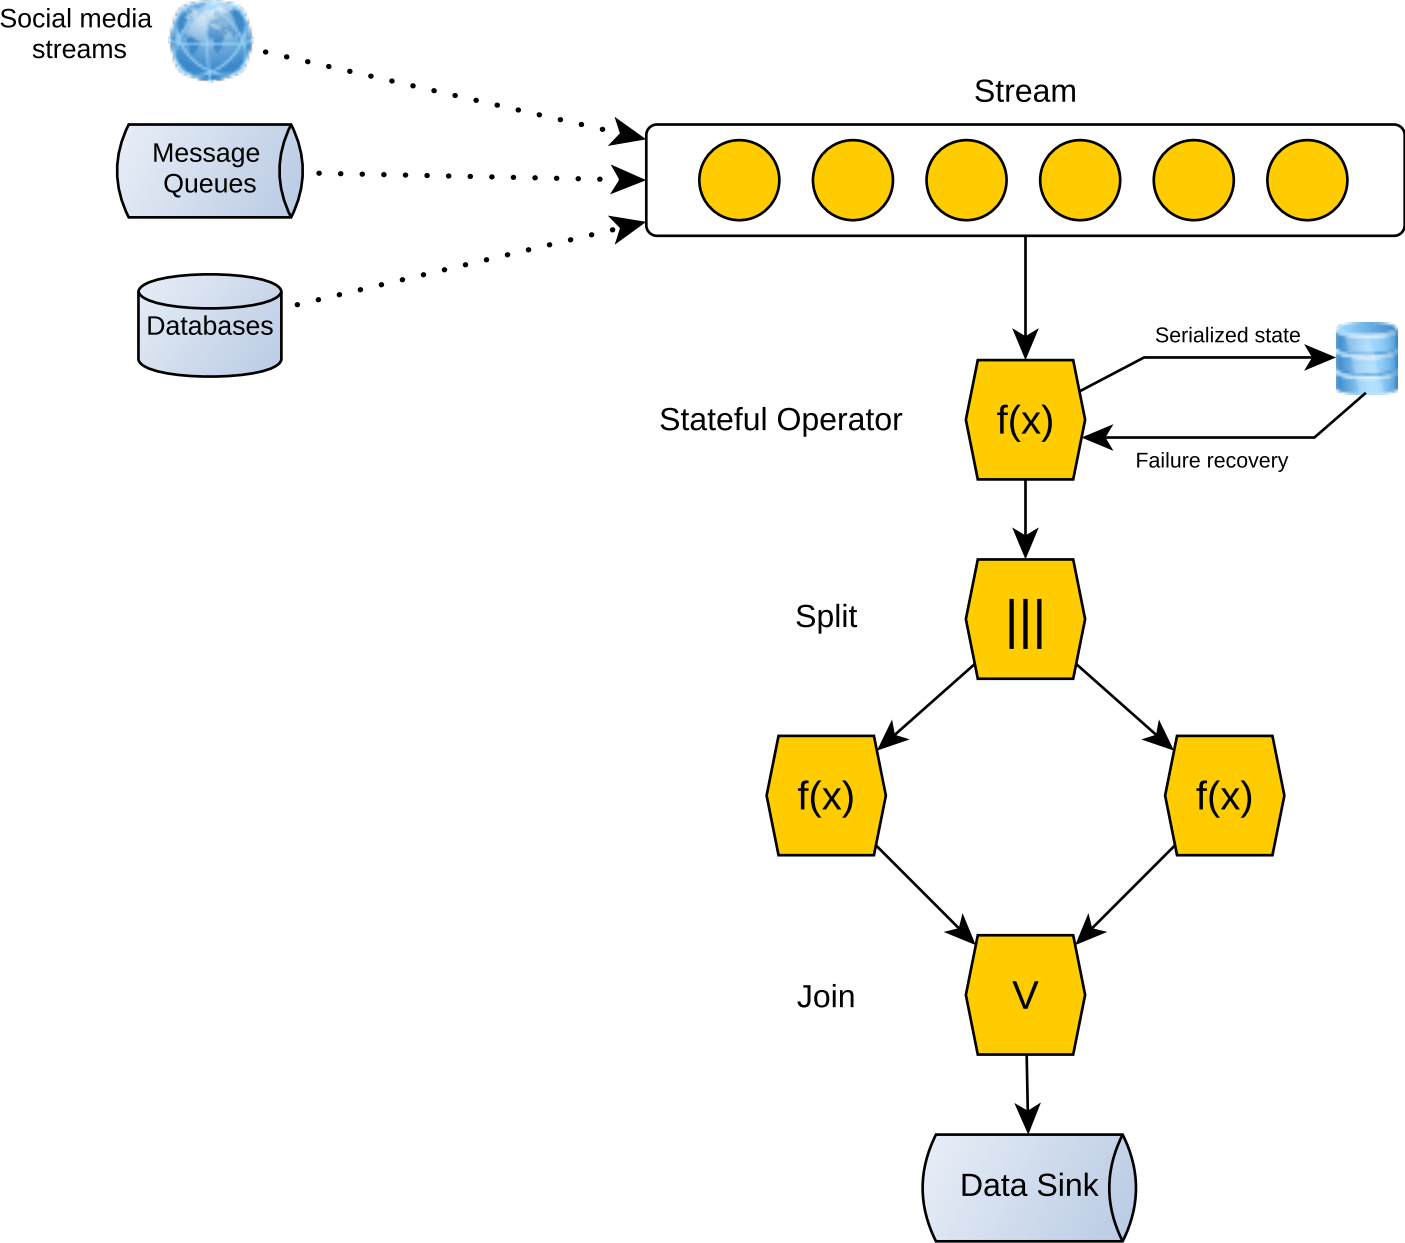 Social media
streams
Stream
Message
Queues
Databases
Serialized state
Stateful Operator
f(x)
Failure recovery
Split
|||
f(x)
f(x)
Join
V
Data Sink